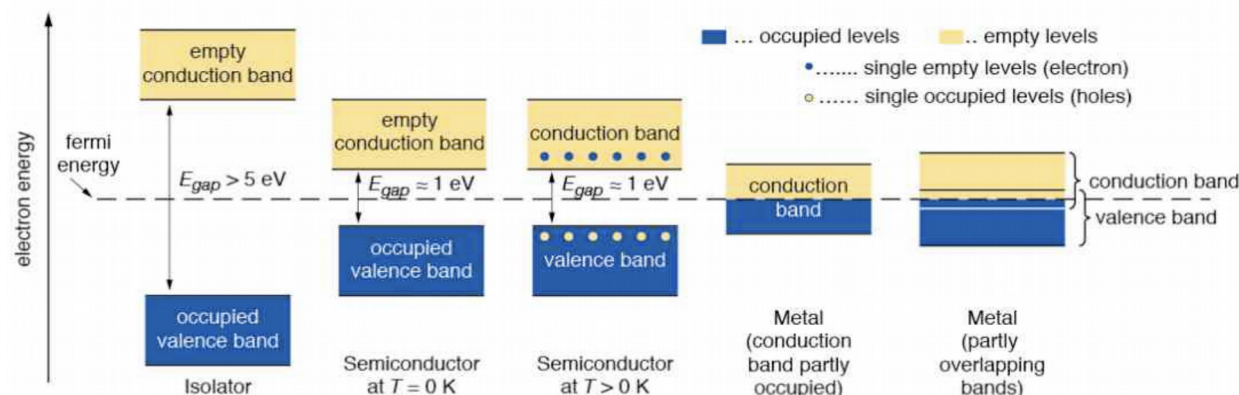 electron energy
fermi
energy
empty
conduction band
E_gap > 5 eV
occupied
valence band
Isolator
empty
conduction band
E_gap ≈ 1 eV
occupied
valence band
Semiconductor
at T = 0 K
conduction band
E_gap ≈ 1 eV
valence band
Semiconductor
at T > 0 K
... occupied levels
.. empty levels
....... single empty levels (electron)
...... single occupied levels (holes)
conduction
band
Metal
(conduction
band partly
occupied)
conduction band
valence band
Metal
(partly
overlapping
bands)